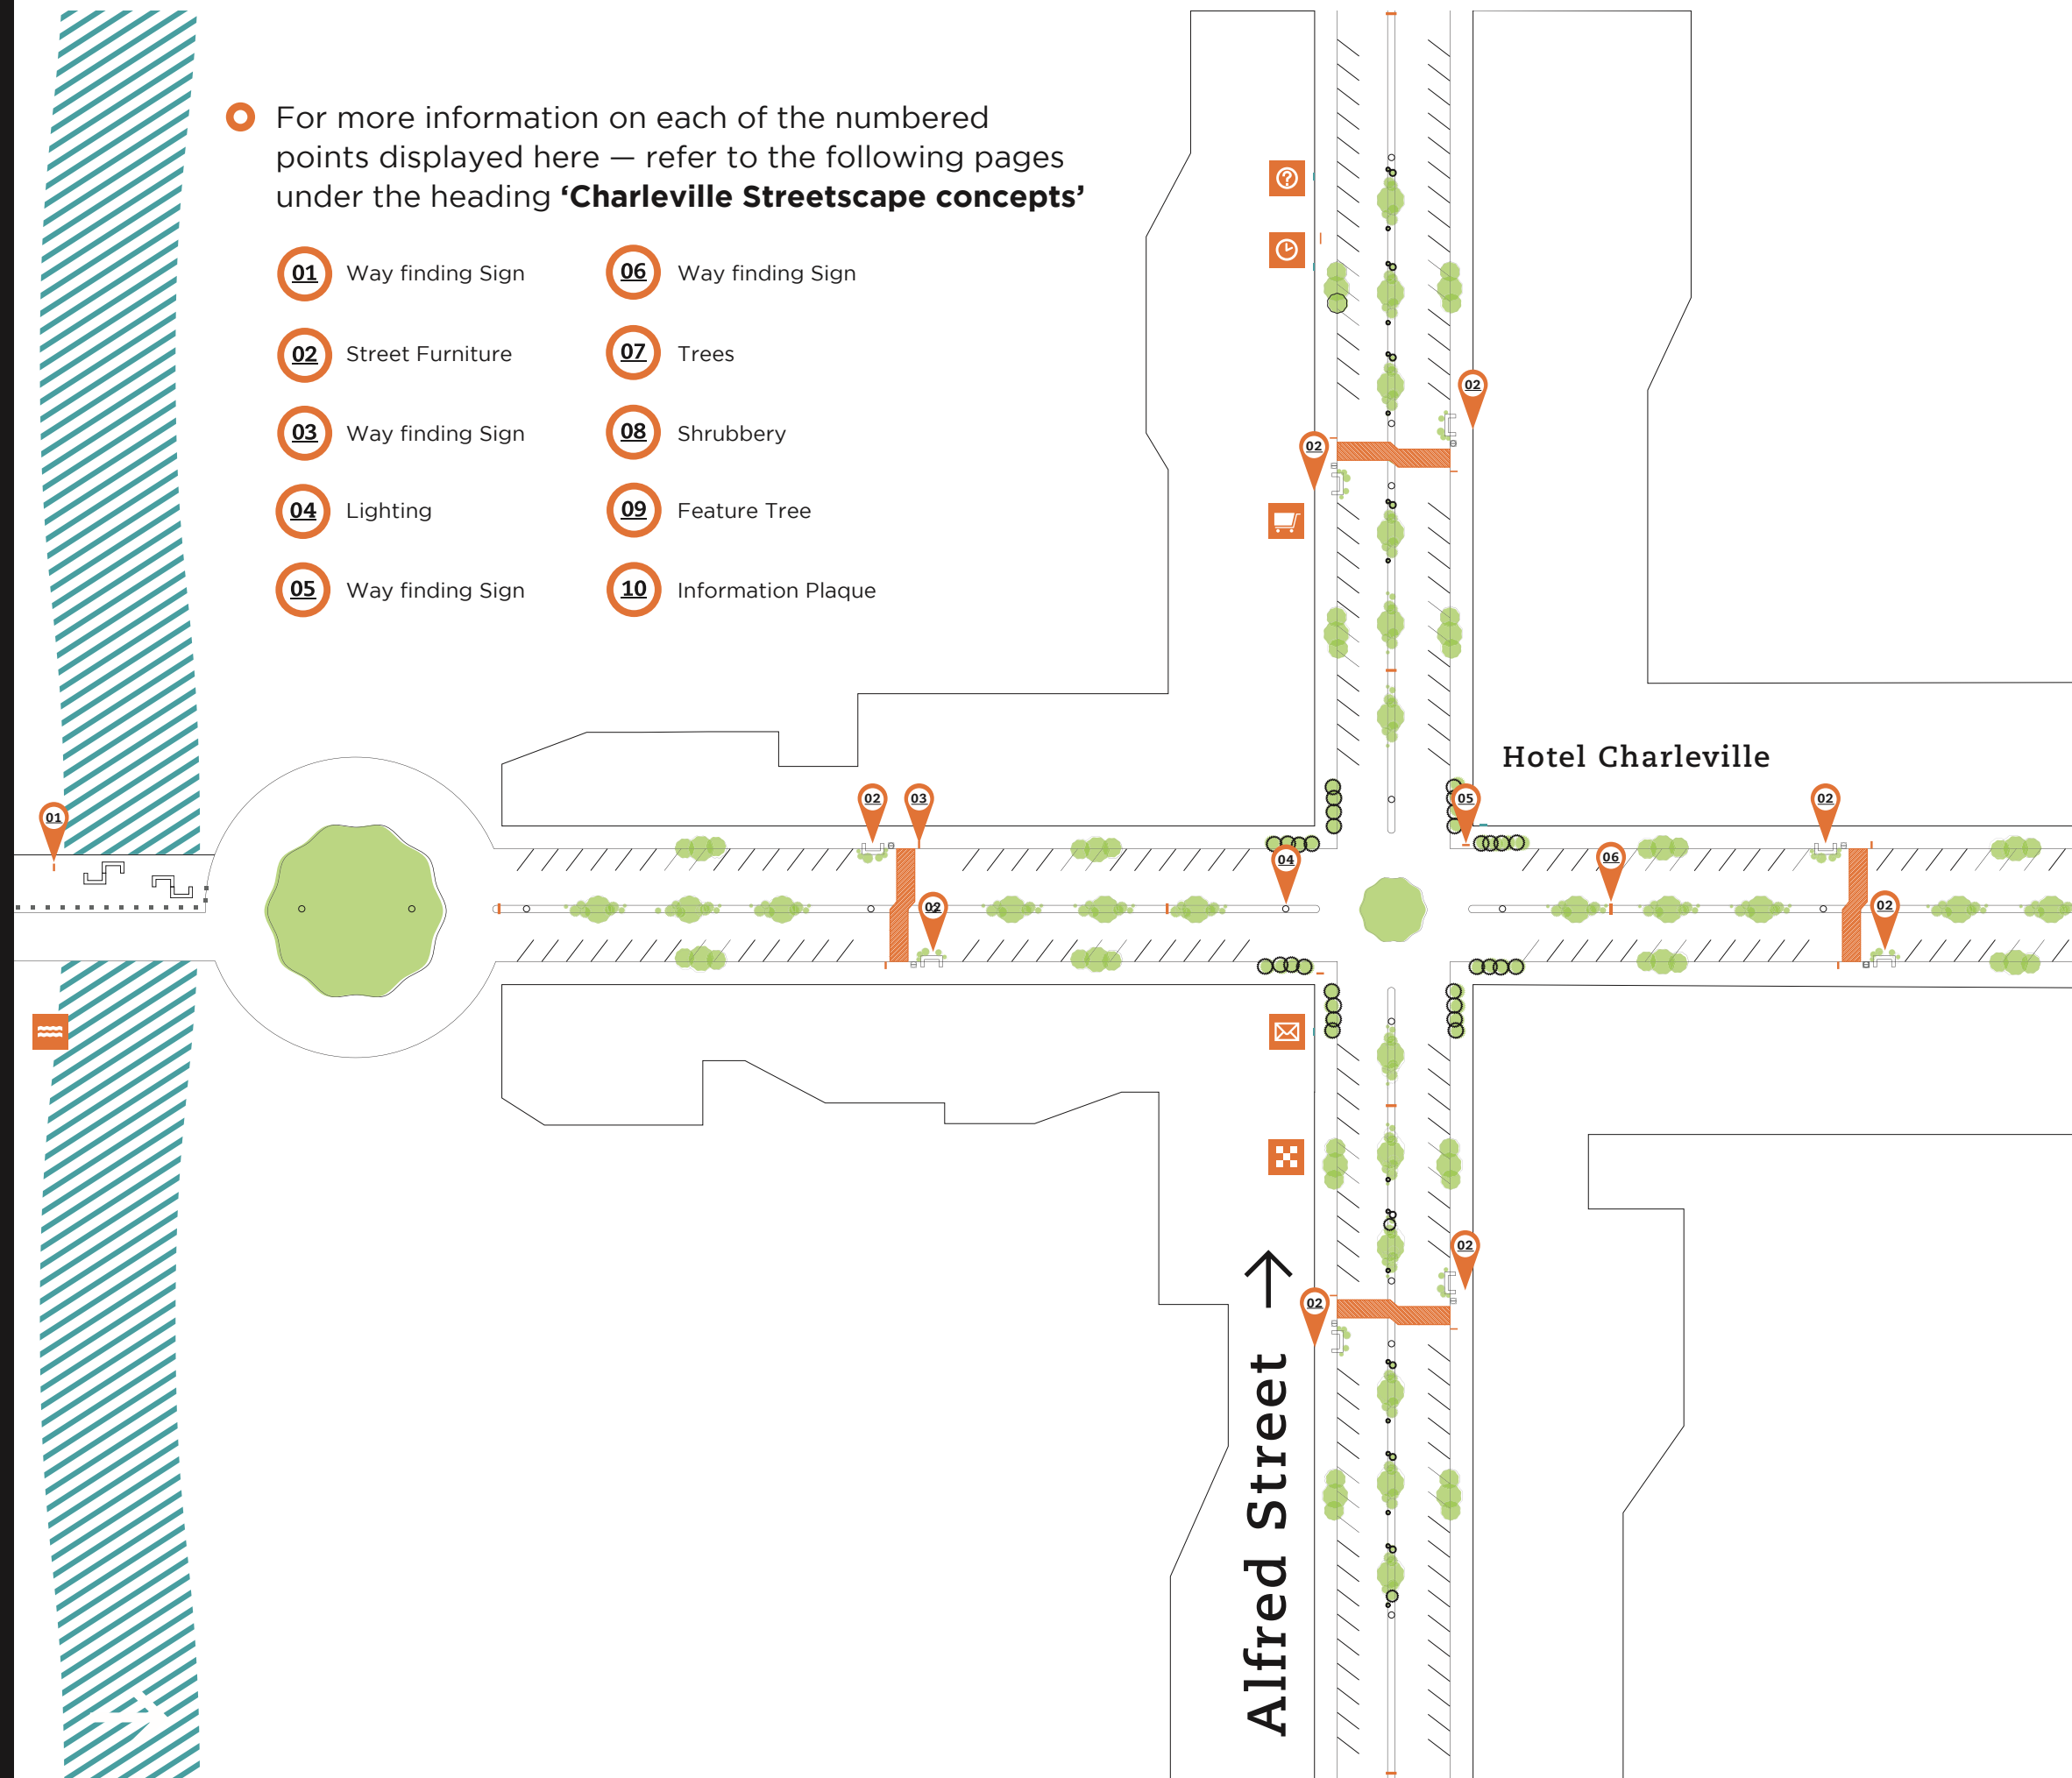 For more information on each of the numbered
points displayed here — refer to the following pages
under the heading ‘Charleville Streetscape concepts’
01 Way finding Sign
02 Street Furniture
03 Way finding Sign
04 Lighting
05 Way finding Sign
06 Way finding Sign
07 Trees
08 Shrubbery
09 Feature Tree
10 Information Plaque
02
02
Hotel Charleville
01
02
03
05
02
04
06
02
02
02
02
Alfred Street